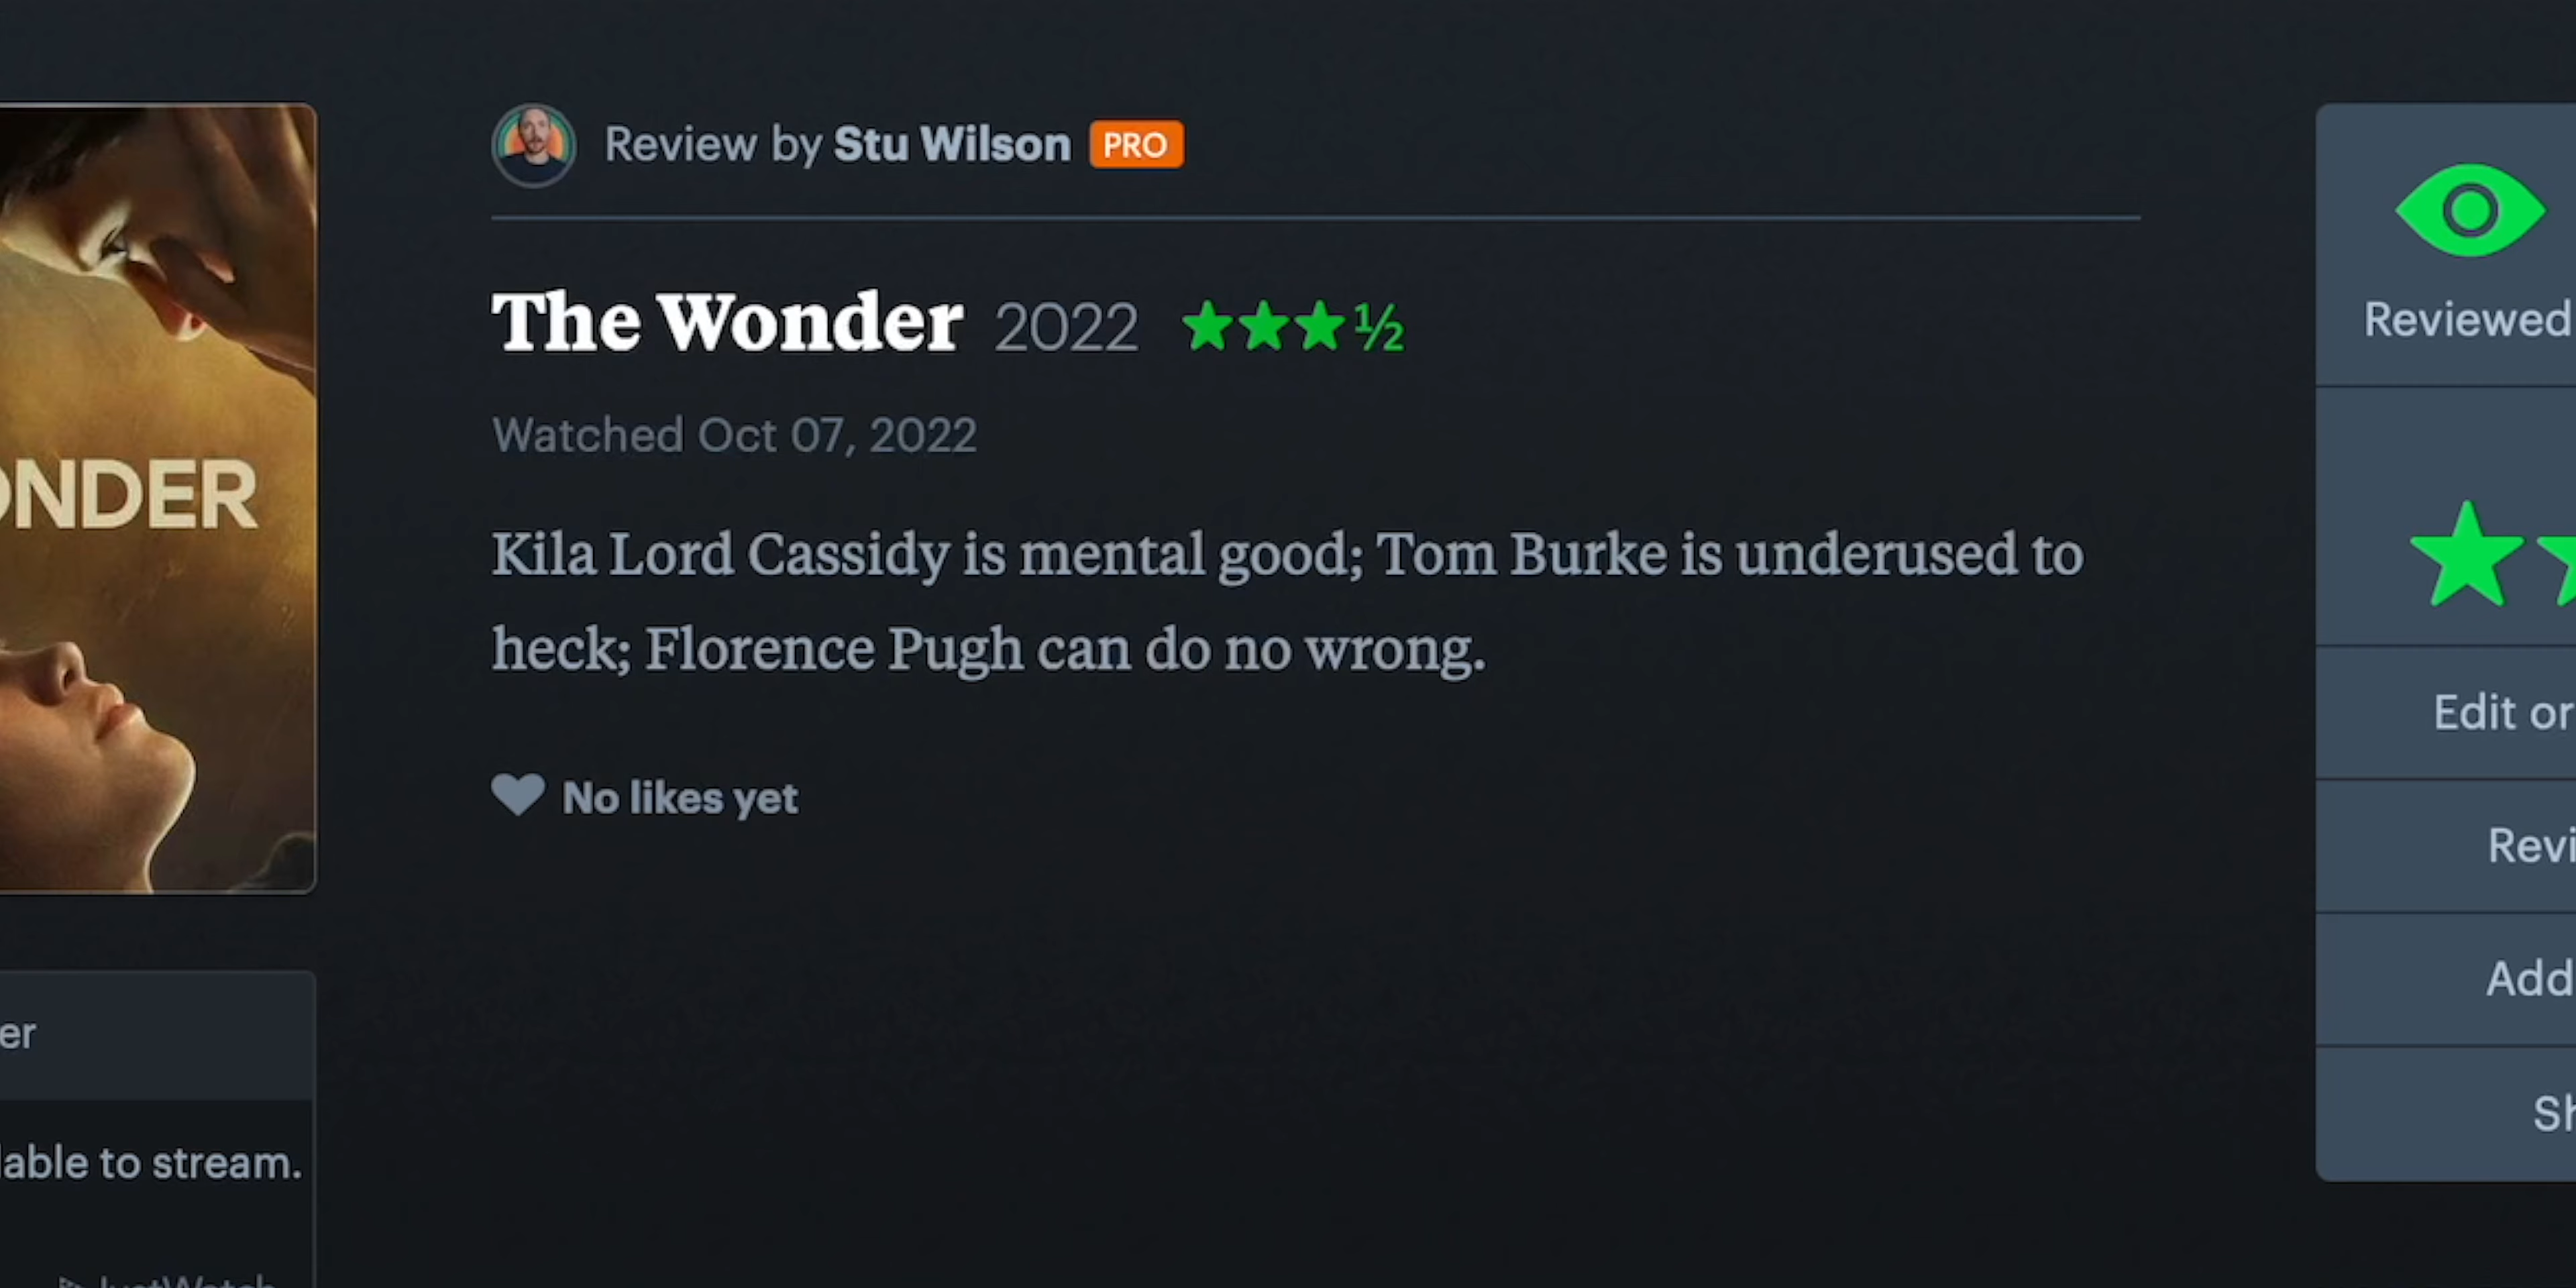 Review by Stu Wilson PRO
The Wonder 2022 ★★★½
Watched Oct 07, 2022
Kila Lord Cassidy is mental good; Tom Burke is underused to
heck; Florence Pugh can do no wrong.
No likes yet
ONDER
er
lable to stream.
JustWatch
Reviewed
Edit or
Revi
Add
Sh